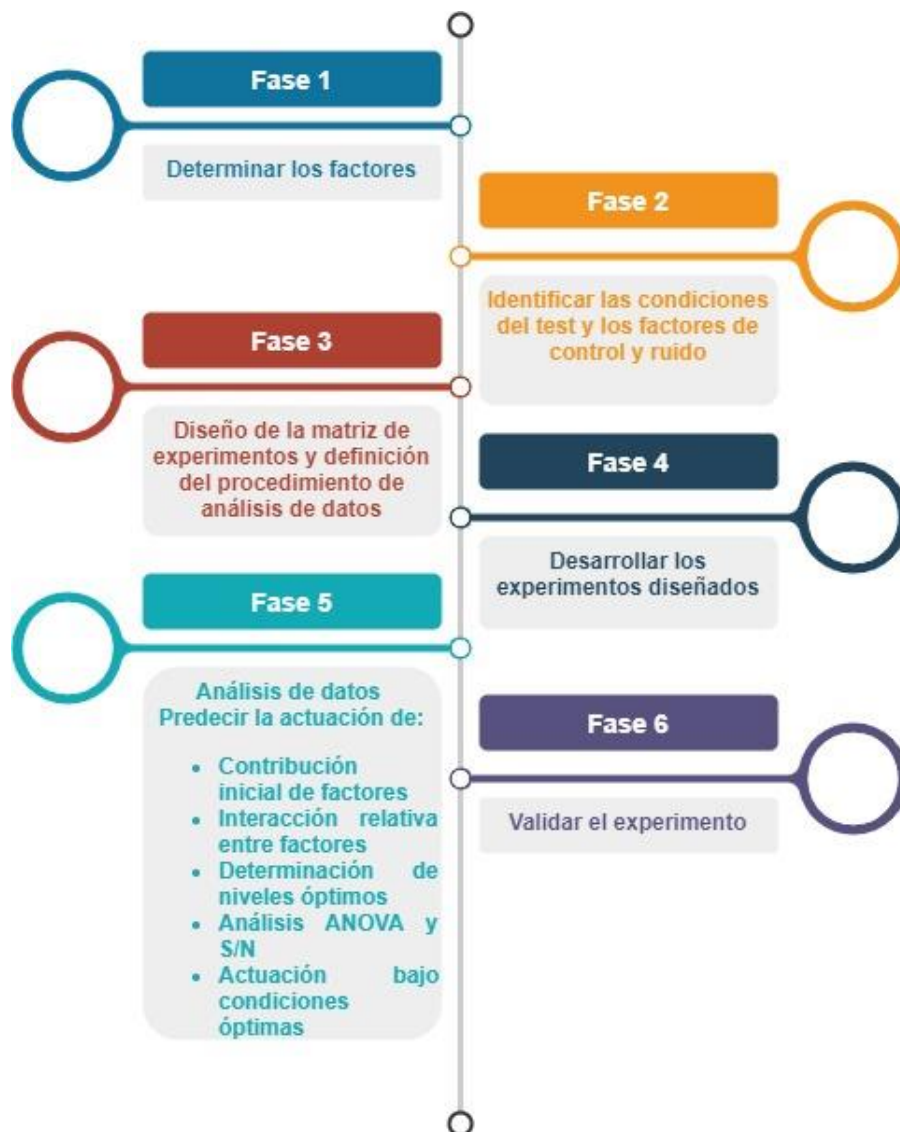 Fase 1
Determinar los factores
Fase 2
Identificar las condiciones
del test y los factores de
control y ruido
Fase 3
Diseño de la matriz de
experimentos y definición
del procedimiento de
análisis de datos
Fase 4
Desarrollar los
experimentos diseñados
Fase 5
Análisis de datos
Predecir la actuación de:
• Contribución
inicial de factores
• Interacción relativa
entre factores
• Determinación de
niveles óptimos
• Análisis ANOVA y
S/N
• Actuación bajo
condiciones
óptimas
Fase 6
Validar el experimento